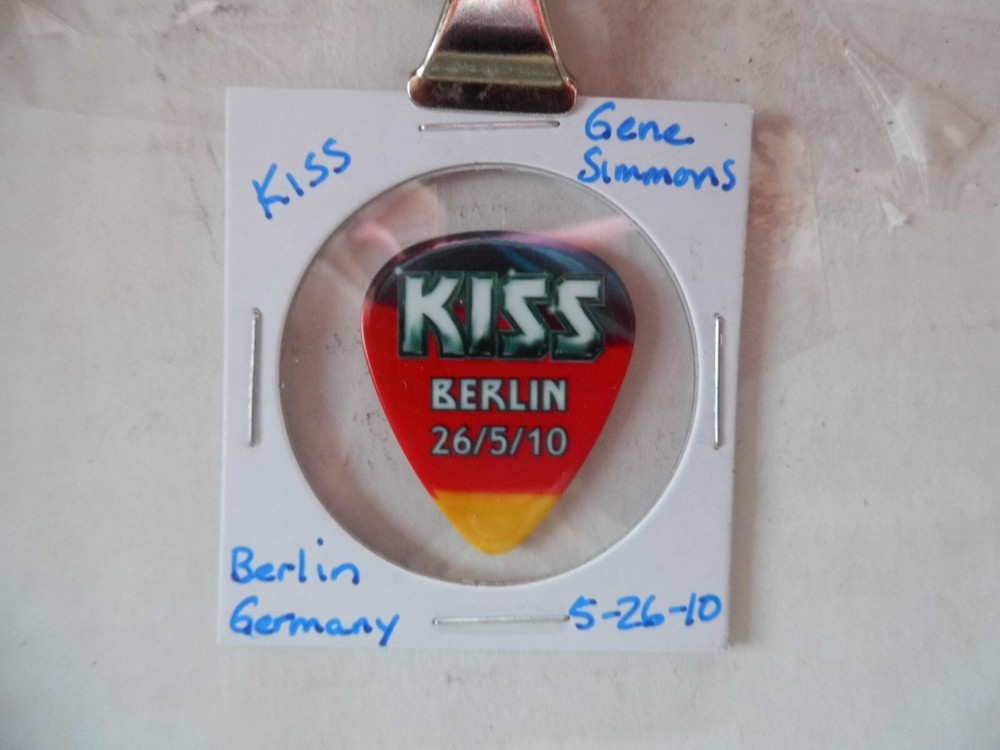 Kiss
Gene
Simmons
KISS
BERLIN
26/5/10
Berlin
Germany
5-26-10